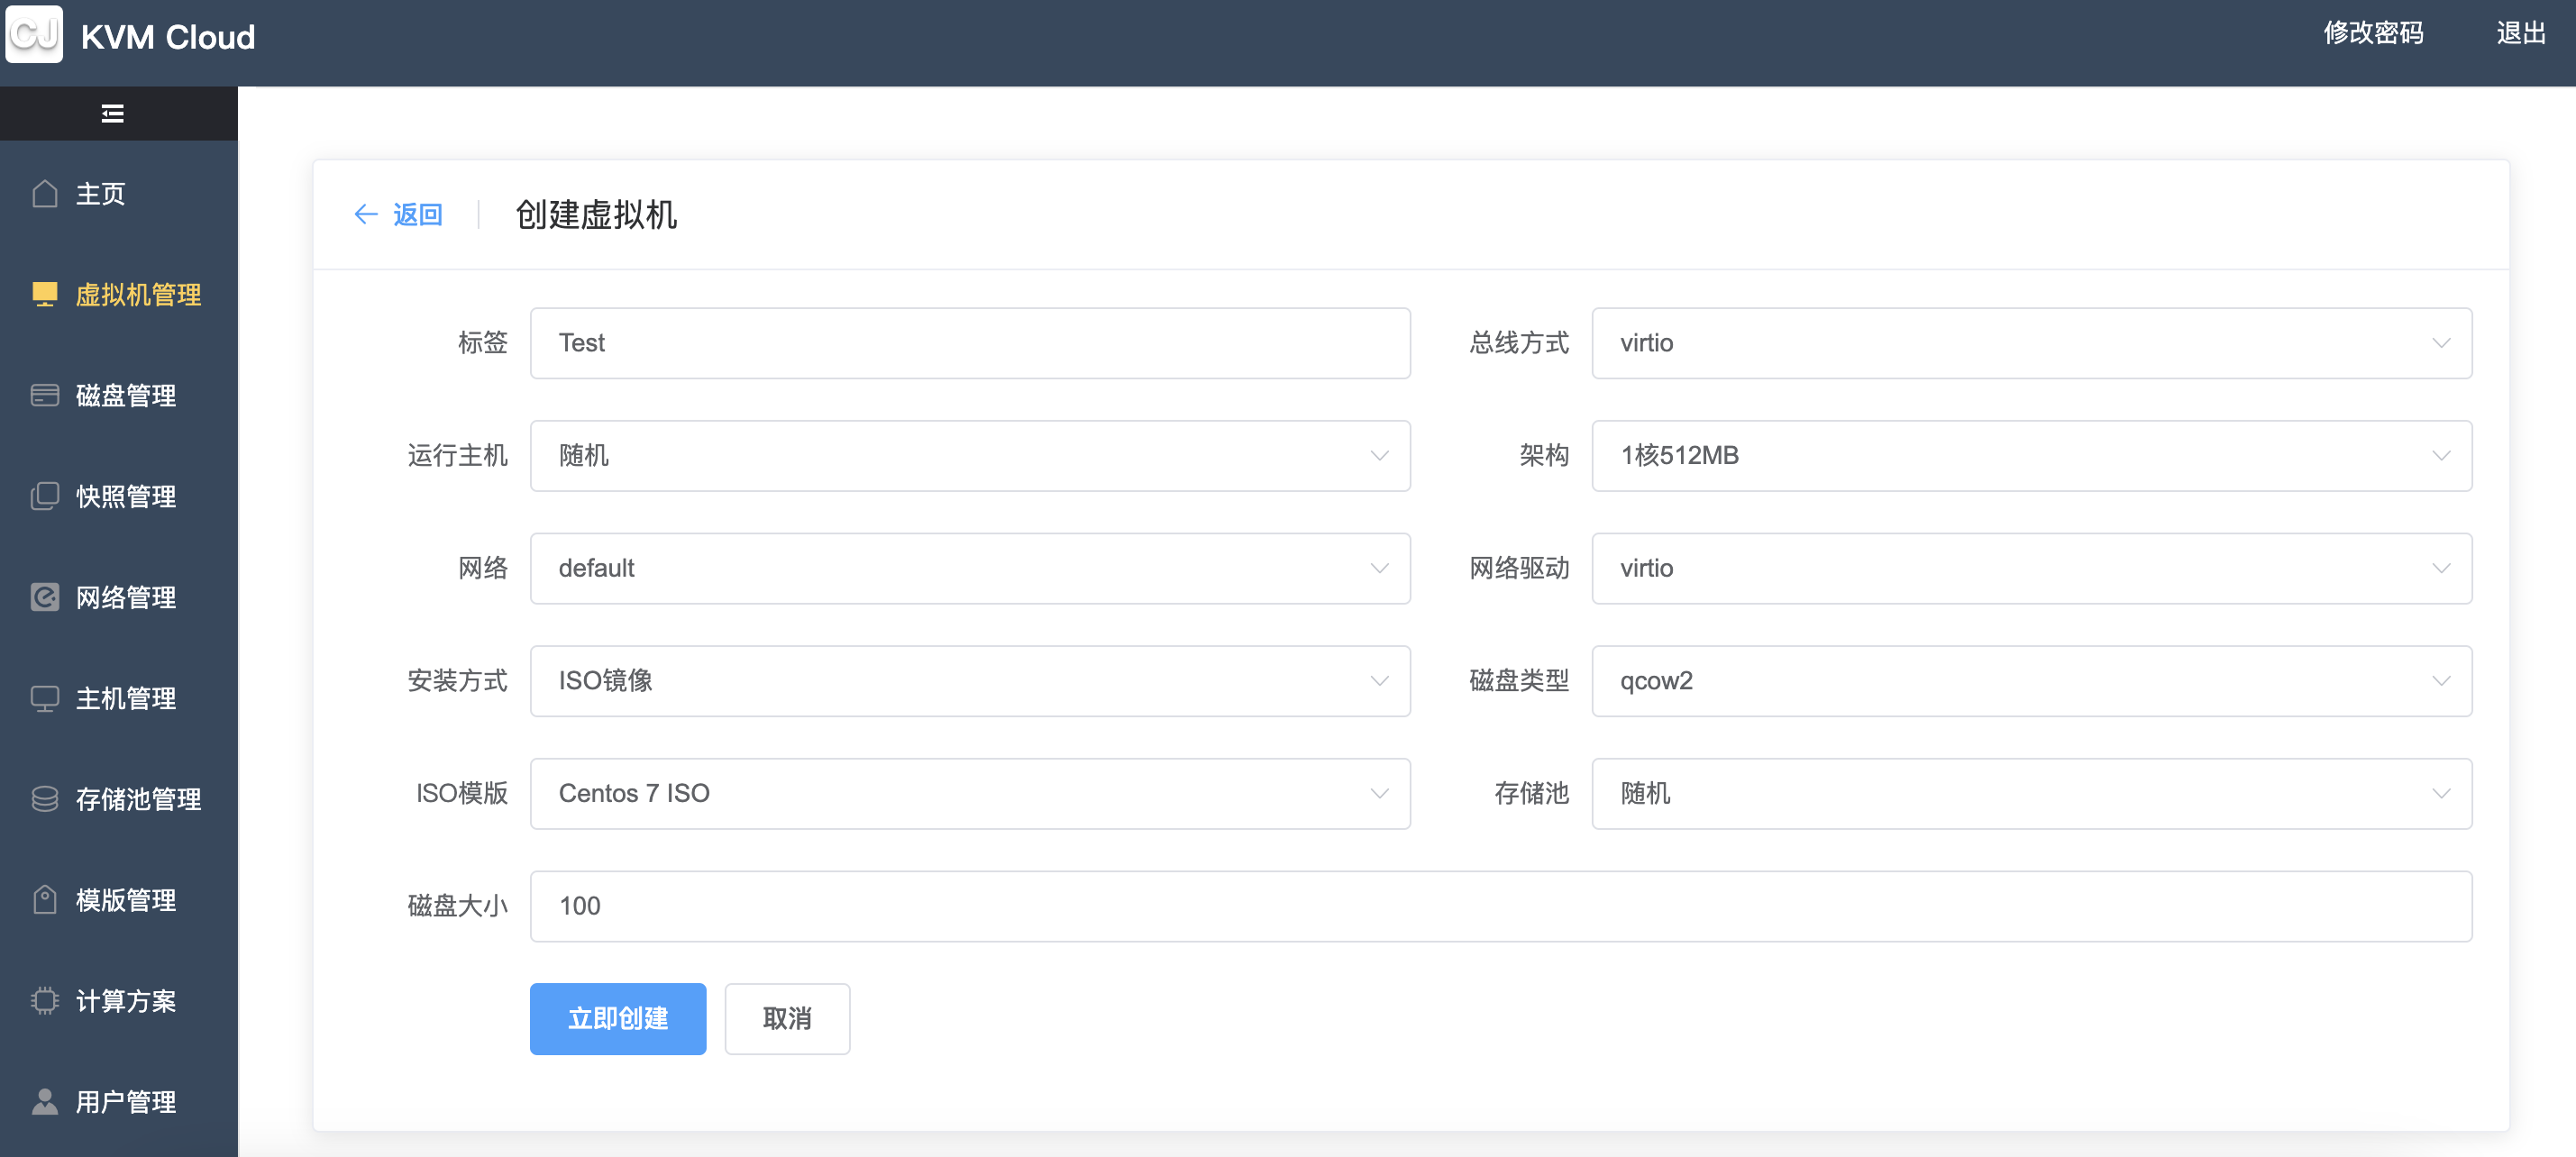 CJ KVM Cloud
修改密码 退出
主页
虚拟机管理
磁盘管理
快照管理
网络管理
主机管理
存储池管理
模版管理
计算方案
用户管理
返回 创建虚拟机
标签 Test 总线方式 virtio
运行主机 随机 架构 1核512MB
网络 default 网络驱动 virtio
安装方式 ISO镜像 磁盘类型 qcow2
ISO模版 Centos 7 ISO 存储池 随机
磁盘大小 100
立即创建 取消